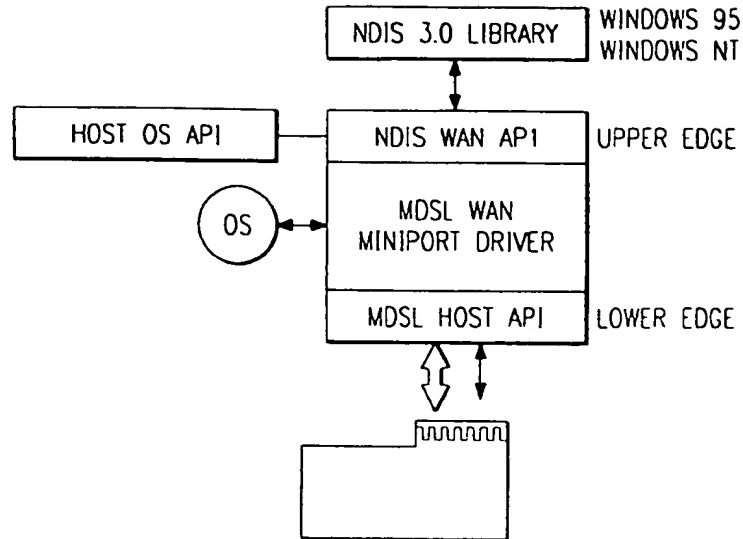 NDIS 3.0 LIBRARY
WINDOWS 95
WINDOWS NT
HOST OS API
NDIS WAN API
UPPER EDGE
OS
MDSL WAN
MINIPORT DRIVER
MDSL HOST API
LOWER EDGE